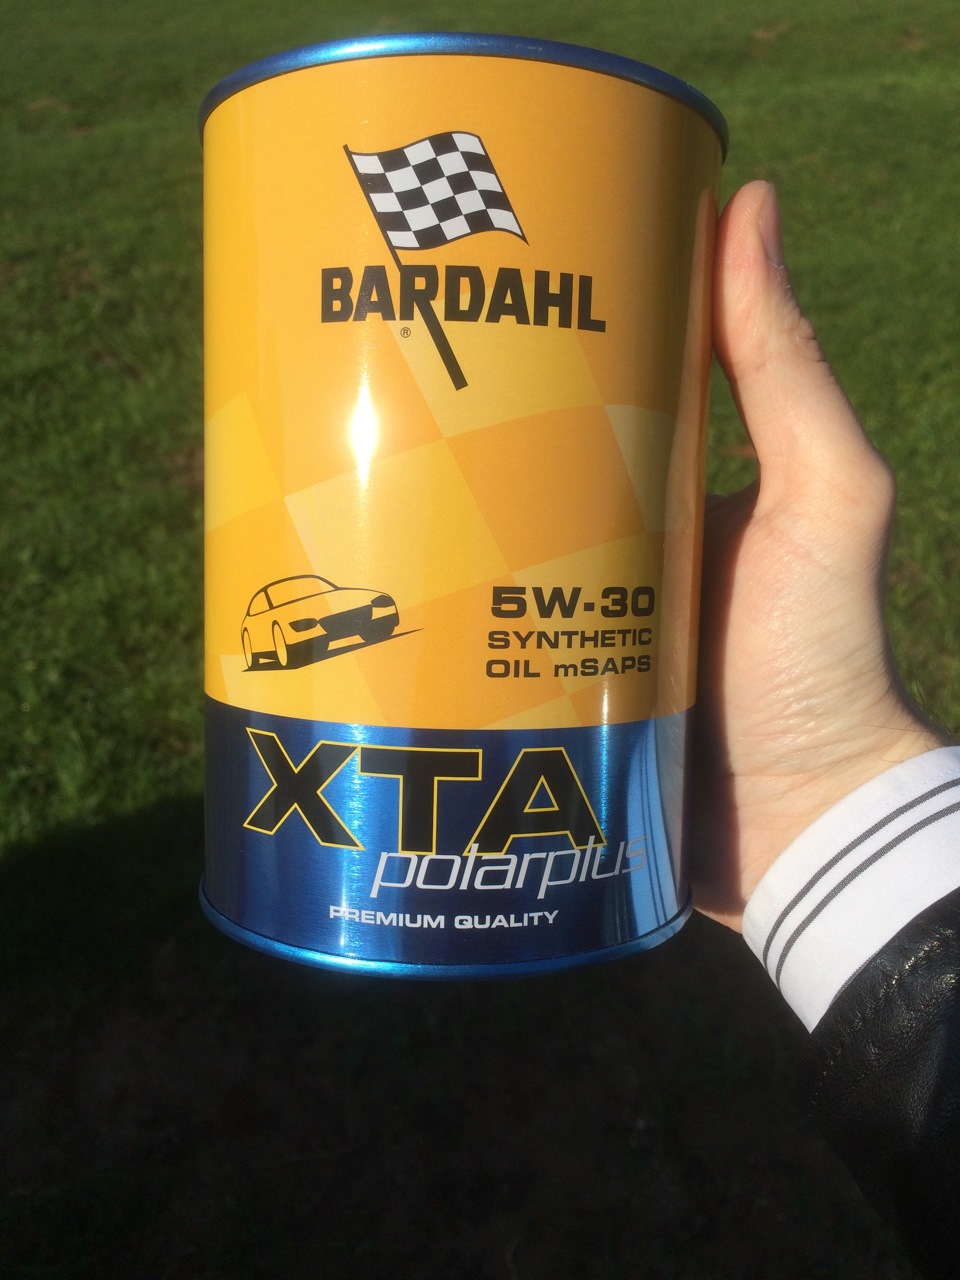 BARDAHL
®
5W-30
SYNTHETIC
OIL mSAPS
XTA
polarplus
PREMIUM QUALITY